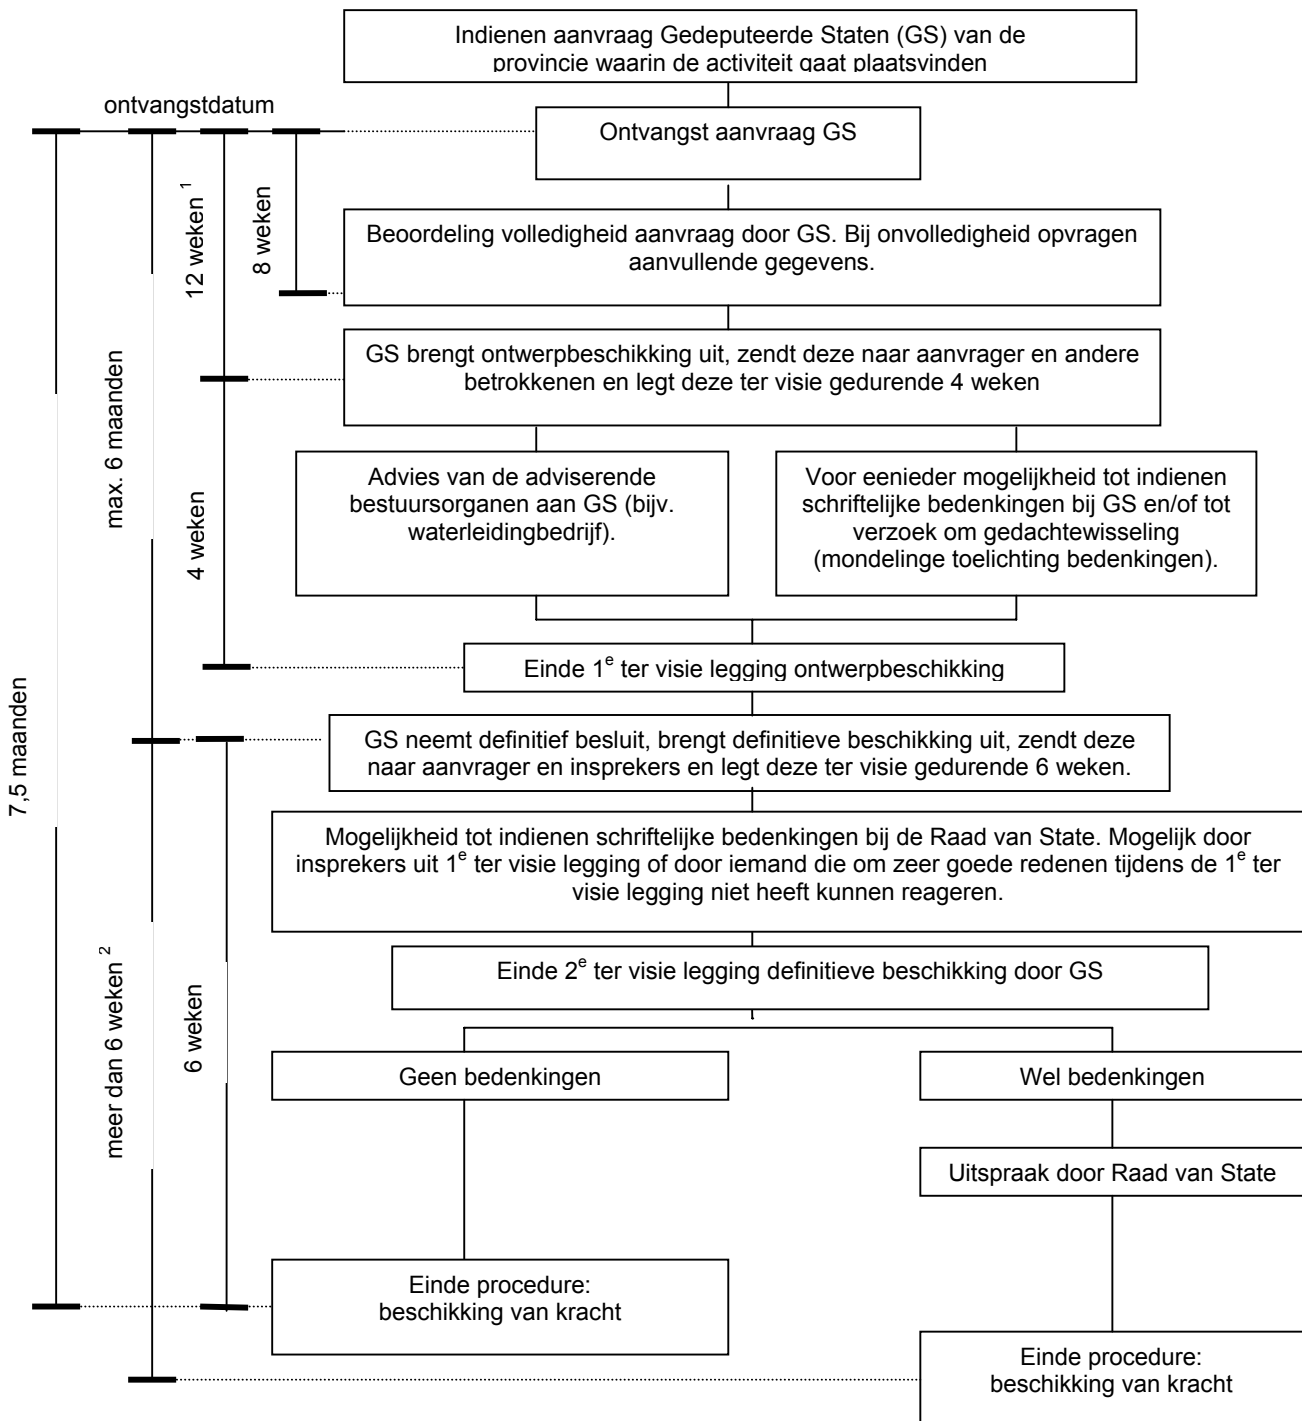 Indienen aanvraag Gedeputeerde Staten (GS) van de
provincie waarin de activiteit gaat plaatsvinden
ontvangstdatum
Ontvangst aanvraag GS
12 weken 1
8 weken
Beoordeling volledigheid aanvraag door GS. Bij onvolledigheid opvragen
aanvullende gegevens.
GS brengt ontwerpbeschikking uit, zendt deze naar aanvrager en andere
betrokkenen en legt deze ter visie gedurende 4 weken
max. 6 maanden
4 weken
Advies van de adviserende
bestuursorganen aan GS (bijv.
waterleidingbedrijf).
Voor eenieder mogelijkheid tot indienen
schriftelijke bedenkingen bij GS en/of tot
verzoek om gedachtewisseling
(mondelinge toelichting bedenkingen).
Einde 1e ter visie legging ontwerpbeschikking
7,5 maanden
GS neemt definitief besluit, brengt definitieve beschikking uit, zendt deze
naar aanvrager en insprekers en legt deze ter visie gedurende 6 weken.
Mogelijkheid tot indienen schriftelijke bedenkingen bij de Raad van State. Mogelijk door
insprekers uit 1e ter visie legging of door iemand die om zeer goede redenen tijdens de 1e ter
visie legging niet heeft kunnen reageren.
meer dan 6 weken 2
6 weken
Einde 2e ter visie legging definitieve beschikking door GS
Geen bedenkingen
Wel bedenkingen
Uitspraak door Raad van State
Einde procedure:
beschikking van kracht
Einde procedure:
beschikking van kracht